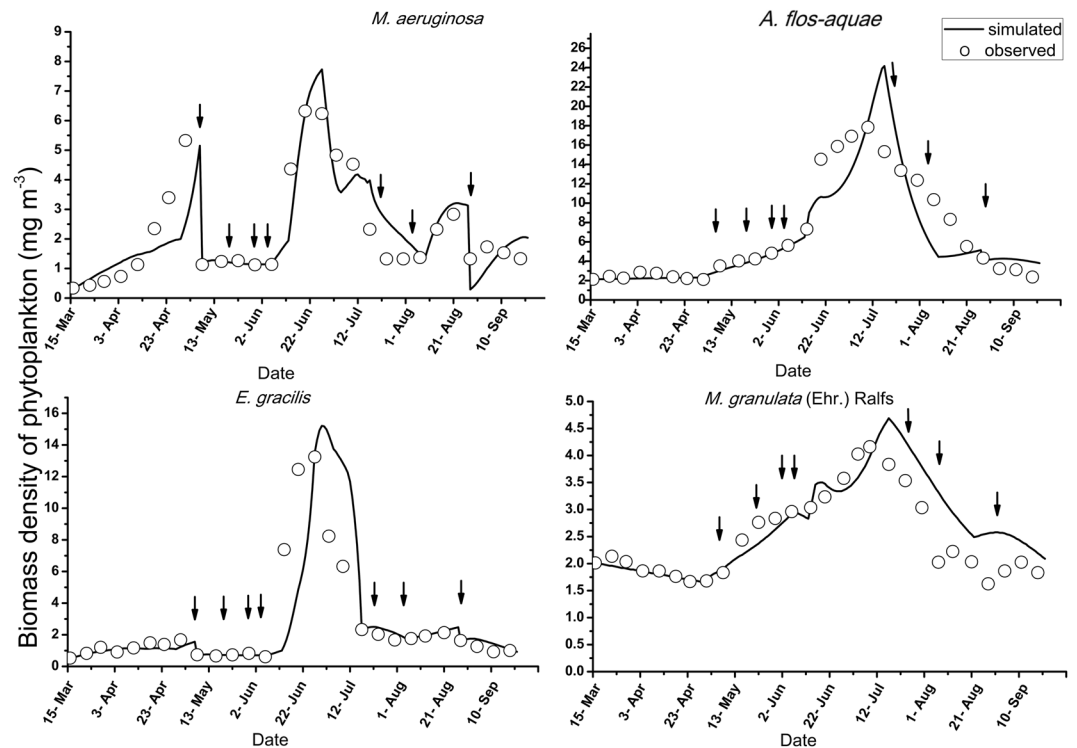 M. aeruginosa
9
8
7
6
5
4
3
2
1
0
15- Mar
3- Apr
23- Apr
13- May
2- Jun
22- Jun
12- Jul
1- Aug
21- Aug
10- Sep
Date
A. flos-aquae
simulated
observed
26
24
22
20
18
16
14
12
10
8
6
4
2
0
15- Mar
3- Apr
23- Apr
13- May
2- Jun
22- Jun
12- Jul
1- Aug
21- Aug
10- Sep
Date
Biomass density of phytoplankton (mg m⁻³)
E. gracilis
16
14
12
10
8
6
4
2
0
15- Mar
3- Apr
23- Apr
13- May
2- Jun
22- Jun
12- Jul
1- Aug
21- Aug
10- Sep
Date
M. granulata (Ehr.) Ralfs
5.0
4.5
4.0
3.5
3.0
2.5
2.0
1.5
1.0
0.5
0.0
15- Mar
3- Apr
23- Apr
13- May
2- Jun
22- Jun
12- Jul
1- Aug
21- Aug
10- Sep
Date